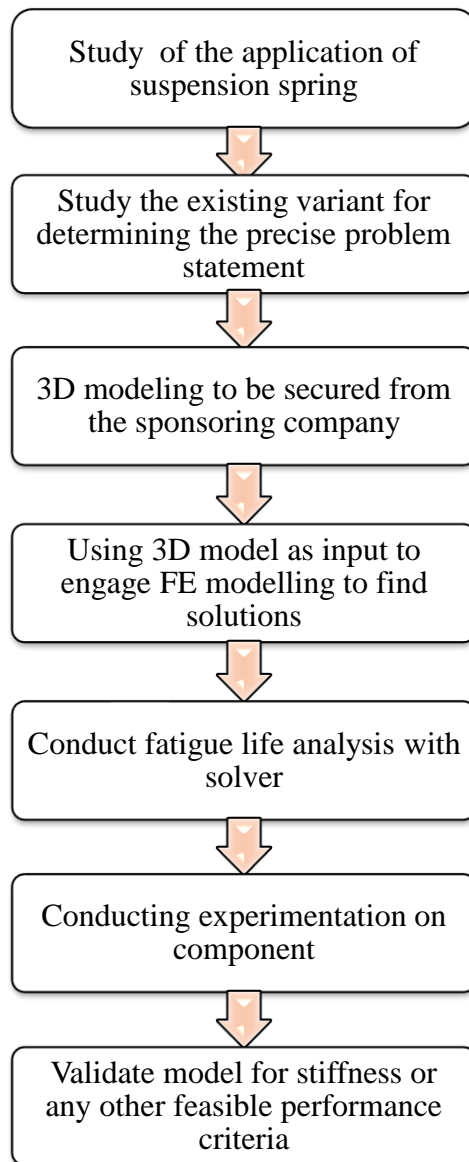 Study of the application of
suspension spring
Study the existing variant for
determining the precise problem
statement
3D modeling to be secured from
the sponsoring company
Using 3D model as input to
engage FE modelling to find
solutions
Conduct fatigue life analysis with
solver
Conducting experimentation on
component
Validate model for stiffness or
any other feasible performance
criteria